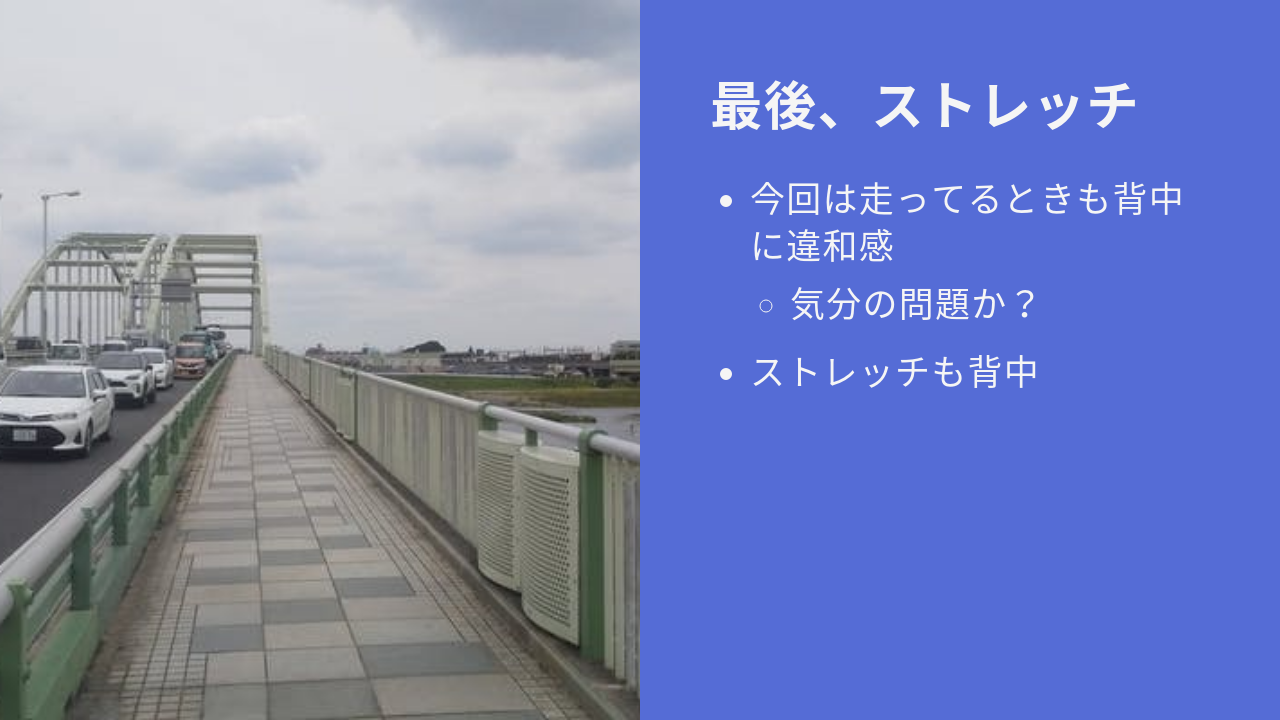 最後、ストレッチ
今回は走ってるときも背中
に違和感
気分の問題か？
ストレッチも背中